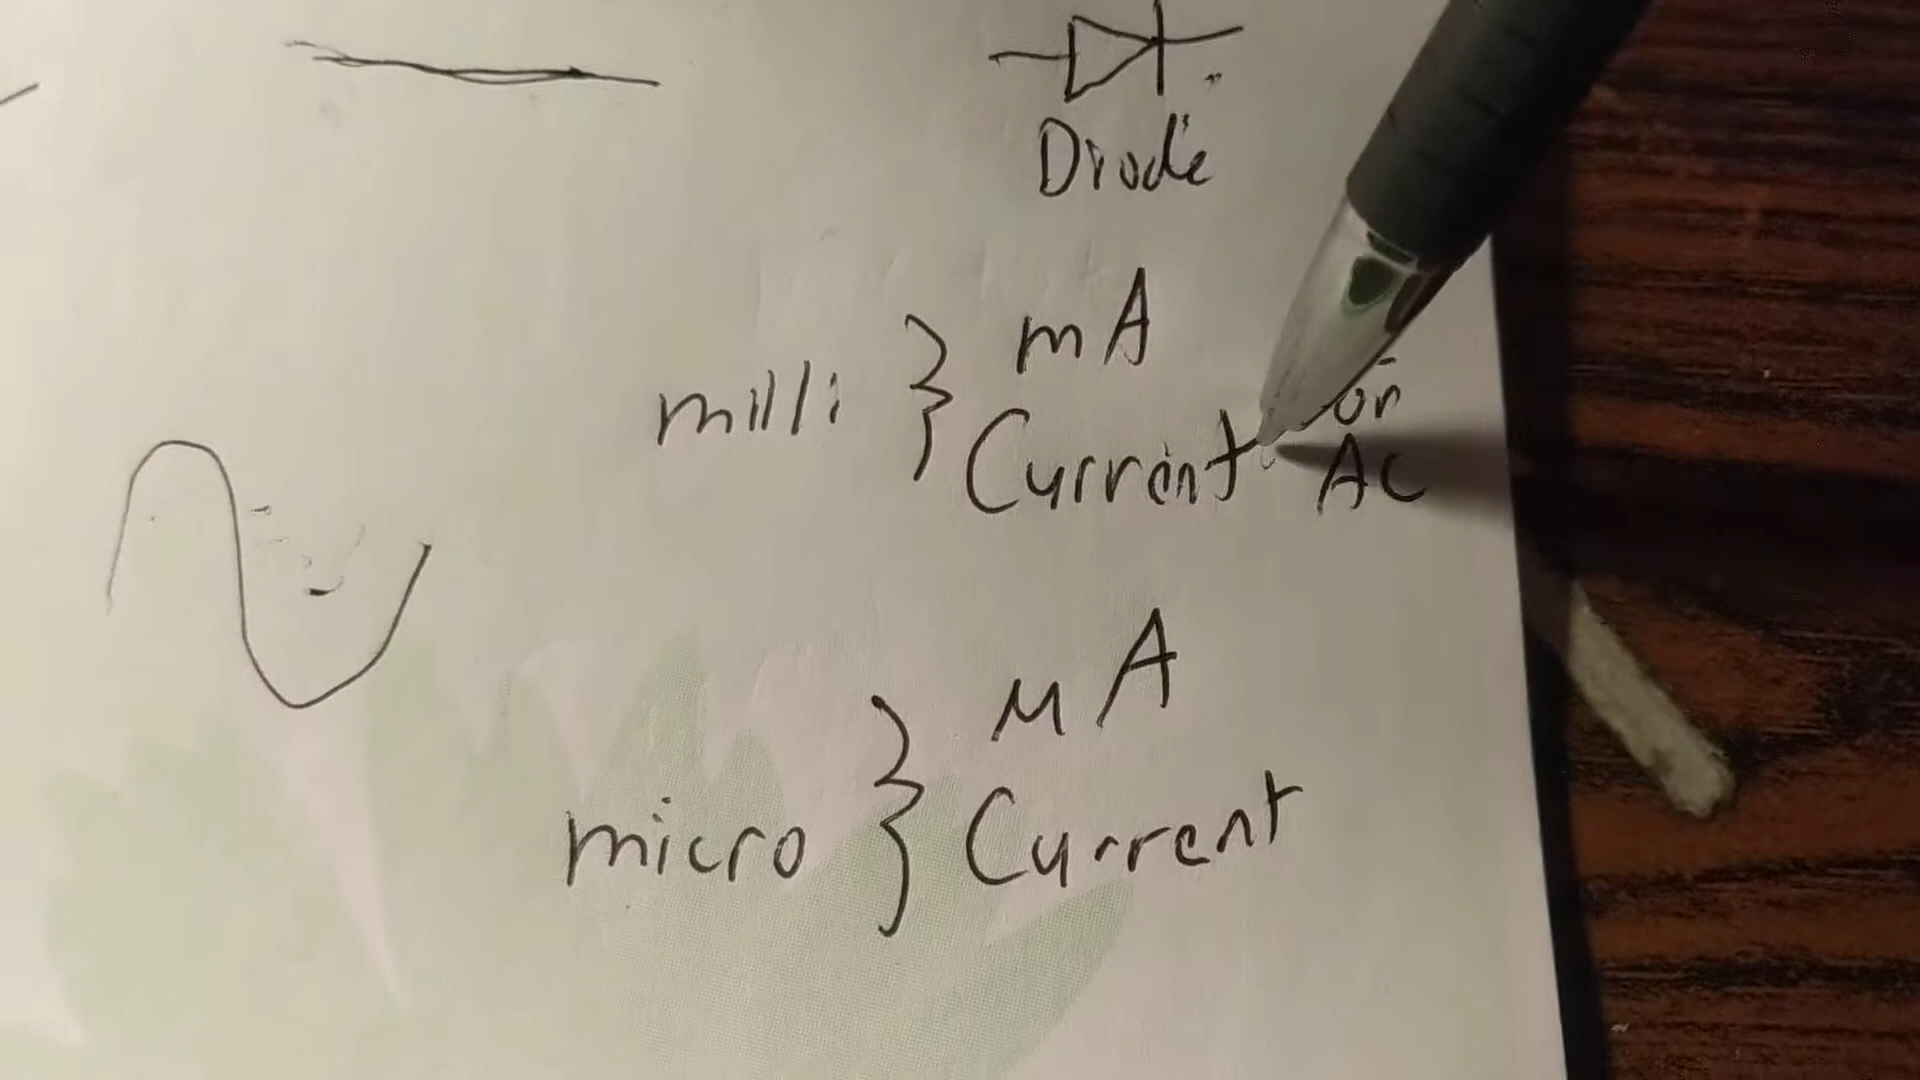 Diode
mA
milli } Current or
AC
μA
micro } Current